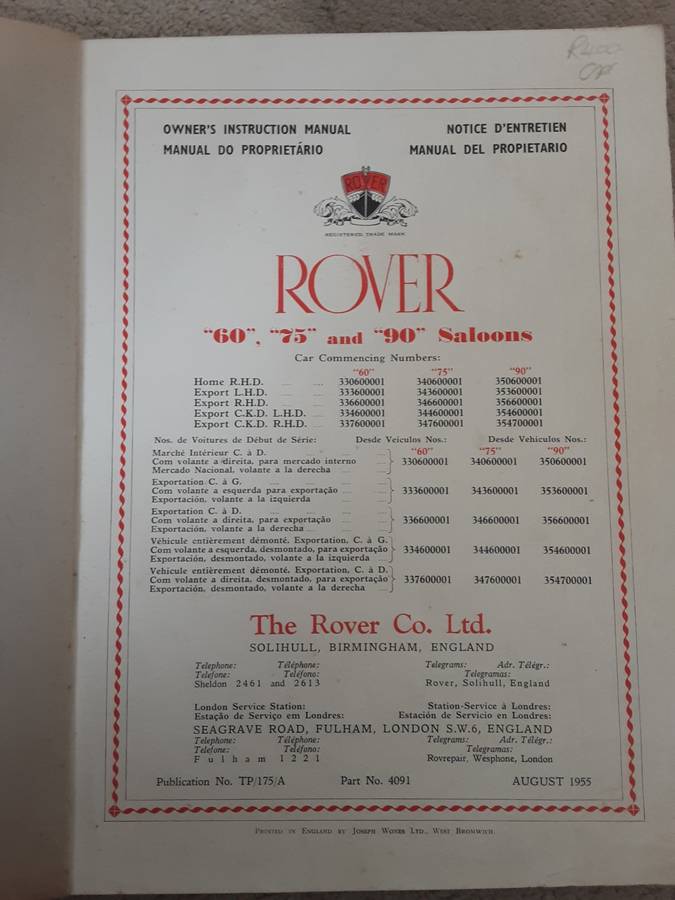 R400
OWNER'S INSTRUCTION MANUAL NOTICE D'ENTRETIEN
MANUAL DO PROPRIETÁRIO MANUAL DEL PROPIETARIO
ROVER
REGISTERED TRADE MARK
ROVER
"60", "75" and "90" Saloons
Car Commencing Numbers:
"60" "75" "90"
Home R.H.D. .... .... 330600001 340600001 350600001
Export L.H.D. .... .... 333600001 343600001 353600001
Export R.H.D. .... .... 336600001 346600001 356600001
Export C.K.D. L.H.D. .... 334600001 344600001 354600001
Export C.K.D. R.H.D. .... 337600001 347600001 354700001
Nos. de Voitures de Début de Série: Desde Veiculos Nos.: Desde Vehiculos Nos.:
Marché Intérieur C. à D. .... .... "60" "75" "90"
Com volante a direita, para mercado interno .... 330600001 340600001 350600001
Mercado Nacional, volante a la derecha .... ....
Exportation C. à G. .... .... ....
Com volante a esquerda para exportação .... .... 333600001 343600001 353600001
Exportación, volante a la izquierda .... ....
Exportation C. à D. .... .... ....
Com volante a direita, para exportação .... .... 336600001 346600001 356600001
Exportación, volante a la derecha .... .... ....
Véhicule entièrement démonté, Exportation, C. à G.
Com volante a esquerda, desmontado, para exportação 334600001 344600001 354600001
Exportación, desmontado, volante a la izquierda ....
Vehicule entièrement démonté, Exportation, C. à D.
Com volante a direita, desmontado, para exportação 337600001 347600001 354700001
Exportación, desmontado, volante a la derecha ....
The Rover Co. Ltd.
SOLIHULL, BIRMINGHAM, ENGLAND
Telephone: Téléphone: Telegrams: Adr. Télégr.:
Telefone: Teléfono: Telegramas:
Sheldon 2461 and 2613 Rover, Solihull, England
London Service Station: Station-Service à Londres:
Estação de Serviço em Londres: Estación de Servicio en Londres:
SEAGRAVE ROAD, FULHAM, LONDON S.W.6, ENGLAND
Telephone: Téléphone: Telegrams: Adr. Télégr.:
Telefone: Teléfono: Telegramas:
Fulham 1221 Rovrepair, Wesphone, London
Publication No. TP/175/A Part No. 4091 AUGUST 1955
PRINTED IN ENGLAND BY JOSEPH WONES LTD., WEST BROMWICH.